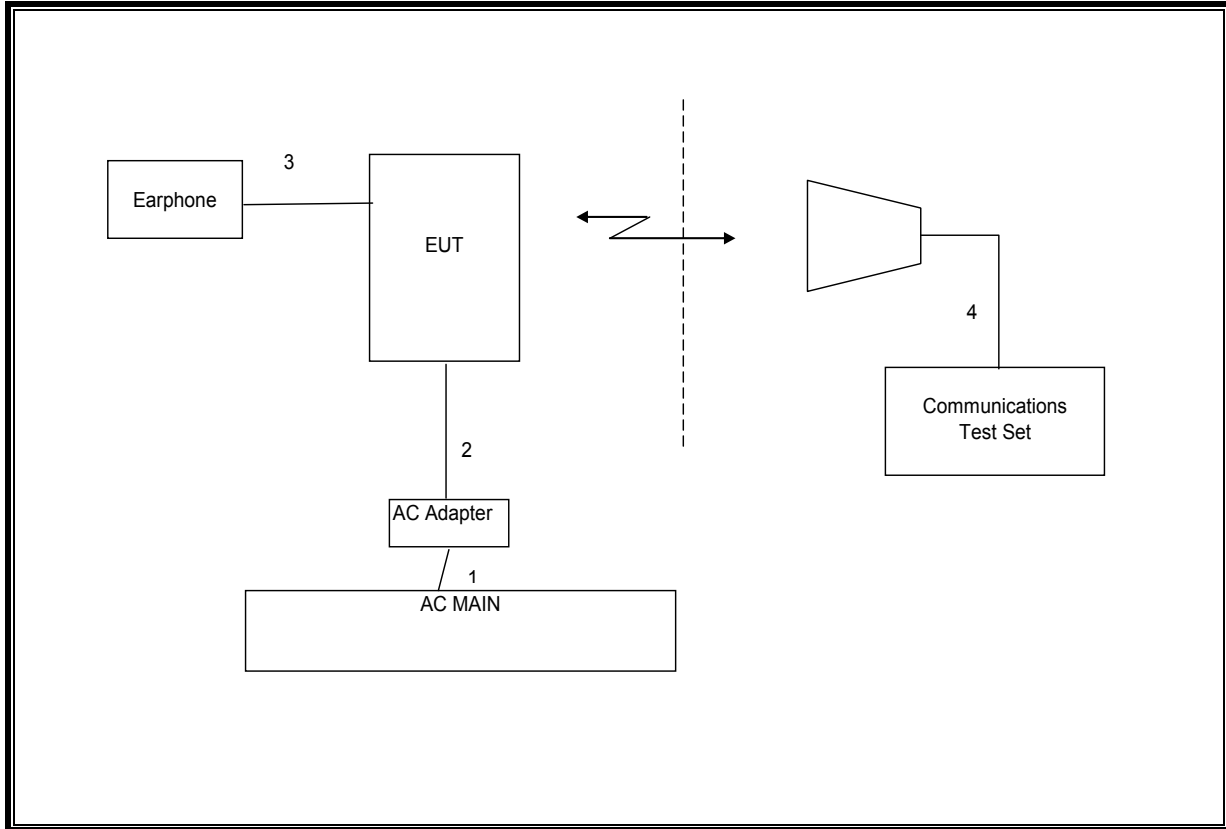 3
Earphone
EUT
4
Communications
Test Set
2
AC Adapter
1
AC MAIN